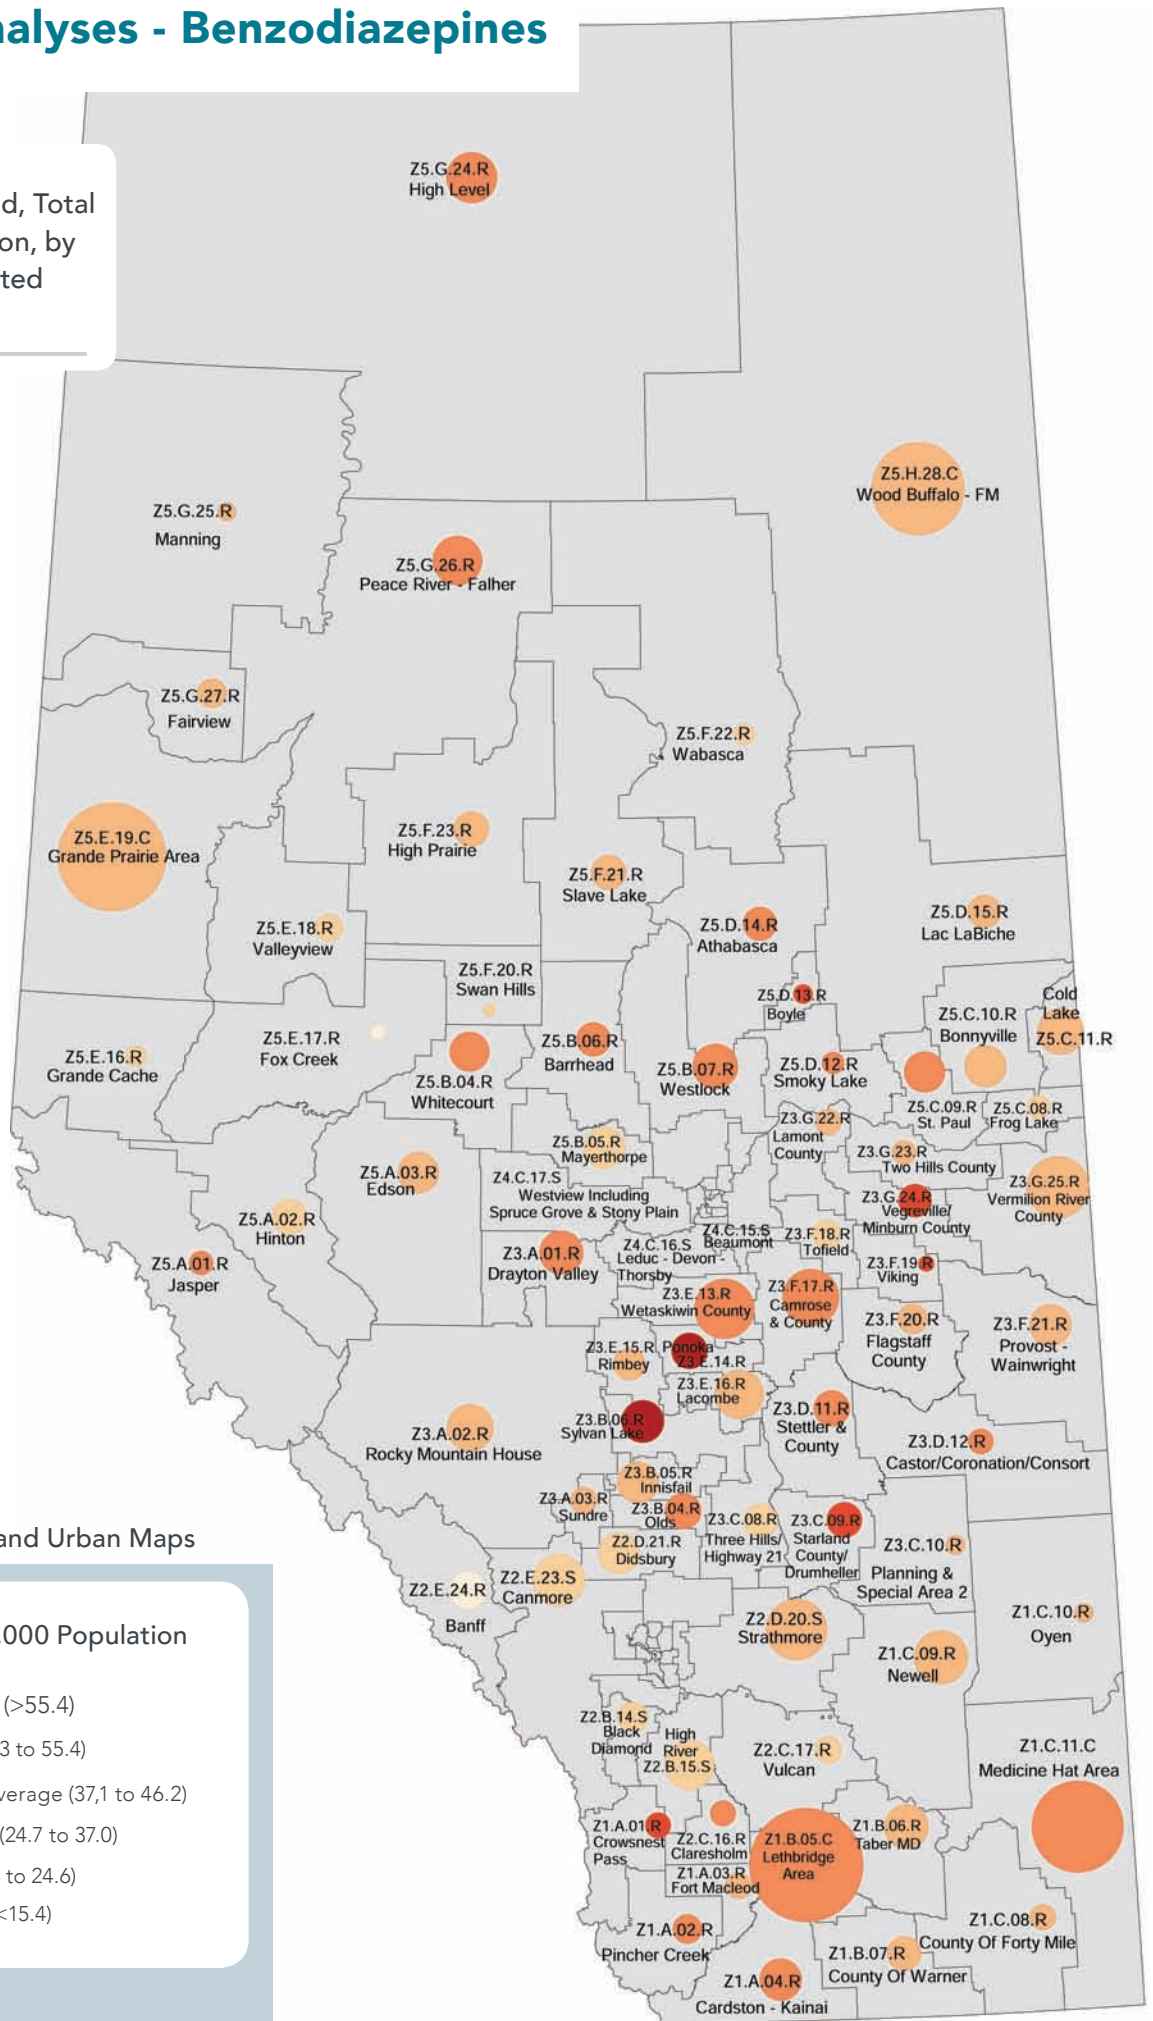 alyses - Benzodiazepines
d, Total
on, by
ted
Z5.G.24.R
High Level
Z5.H.28.C
Wood Buffalo - FM
Z5.G.25.R
Manning
Z5.G.26.R
Peace River - Falher
Z5.G.27.R
Fairview
Z5.F.22.R
Wabasca
Z5.E.19.C
Grande Prairie Area
Z5.F.23.R
High Prairie
Z5.F.21.R
Slave Lake
Z5.E.18.R
Valleyview
Z5.D.14.R
Athabasca
Z5.D.15.R
Lac LaBiche
Z5.F.20.R
Swan Hills
Z5.D.13.R
Boyle
Cold
Lake
Z5.C.11.R
Z5.C.10.R
Bonnyville
Z5.E.16.R
Grande Cache
Z5.E.17.R
Fox Creek
Z5.B.04.R
Whitecourt
Z5.B.06.R
Barrhead
Z5.B.07.R
Westlock
Z5.D.12.R
Smoky Lake
Z5.C.09.R
St. Paul
Z5.C.08.R
Frog Lake
Z3.G.22.R
Lamont
County
Z5.B.05.R
Mayerthorpe
Z3.G.23.R
Two Hills County
Z5.A.03.R
Edson
Z4.C.17.S
Westview Including
Spruce Grove & Stony Plain
Z3.G.24.R
Vegreville/
Minburn County
Z3.G.25.R
Vermilion River
County
Z5.A.02.R
Hinton
Z5.A.01.R
Jasper
Z3.A.01.R
Drayton Valley
Z4.C.16.S
Leduc - Devon -
Thorsby
Z4.C.15.S
Beaumont
Z3.F.18.R
Tofield
Z3.F.19.R
Viking
Z3.E.13.R
Wetaskiwin County
Z3.F.17.R
Camrose
& County
Z3.F.20.R
Flagstaff
County
Z3.F.21.R
Provost -
Wainwright
Z3.E.15.R
Rimbey
Ponoka
Z3.E.14.R
Z3.E.16.R
Lacombe
Z3.B.06.R
Sylvan Lake
Z3.D.11.R
Stettler &
County
Z3.D.12.R
Castor/Coronation/Consort
Z3.A.02.R
Rocky Mountain House
Z3.B.05.R
Innisfail
Z3.A.03.R
Sundre
Z3.B.04.R
Olds
Z3.C.08.R
Three Hills/
Highway 21
Z3.C.09.R
Starland
County/
Drumheller
Z3.C.10.R
Planning &
Special Area 2
Z2.D.21.R
Didsbury
Z2.E.24.R
Banff
Z2.E.23.S
Canmore
Z2.D.20.S
Strathmore
Z1.C.10.R
Oyen
Z1.C.09.R
Newell
Z2.B.14.S
Black
Diamond
High
River
Z2.B.15.S
Z2.C.17.R
Vulcan
Z1.C.11.C
Medicine Hat Area
Z1.A.01.R
Crowsnest
Pass
Z2.C.16.R
Claresholm
Z1.B.05.C
Lethbridge
Area
Z1.B.06.R
Taber MD
Z1.A.03.R
Fort Macleod
Z1.A.02.R
Pincher Creek
Z1.C.08.R
County Of Forty Mile
Z1.B.07.R
County Of Warner
Z1.A.04.R
Cardston - Kainai
and Urban Maps
000 Population
(>55.4)
3 to 55.4)
verage (37,1 to 46.2)
(24.7 to 37.0)
to 24.6)
<15.4)